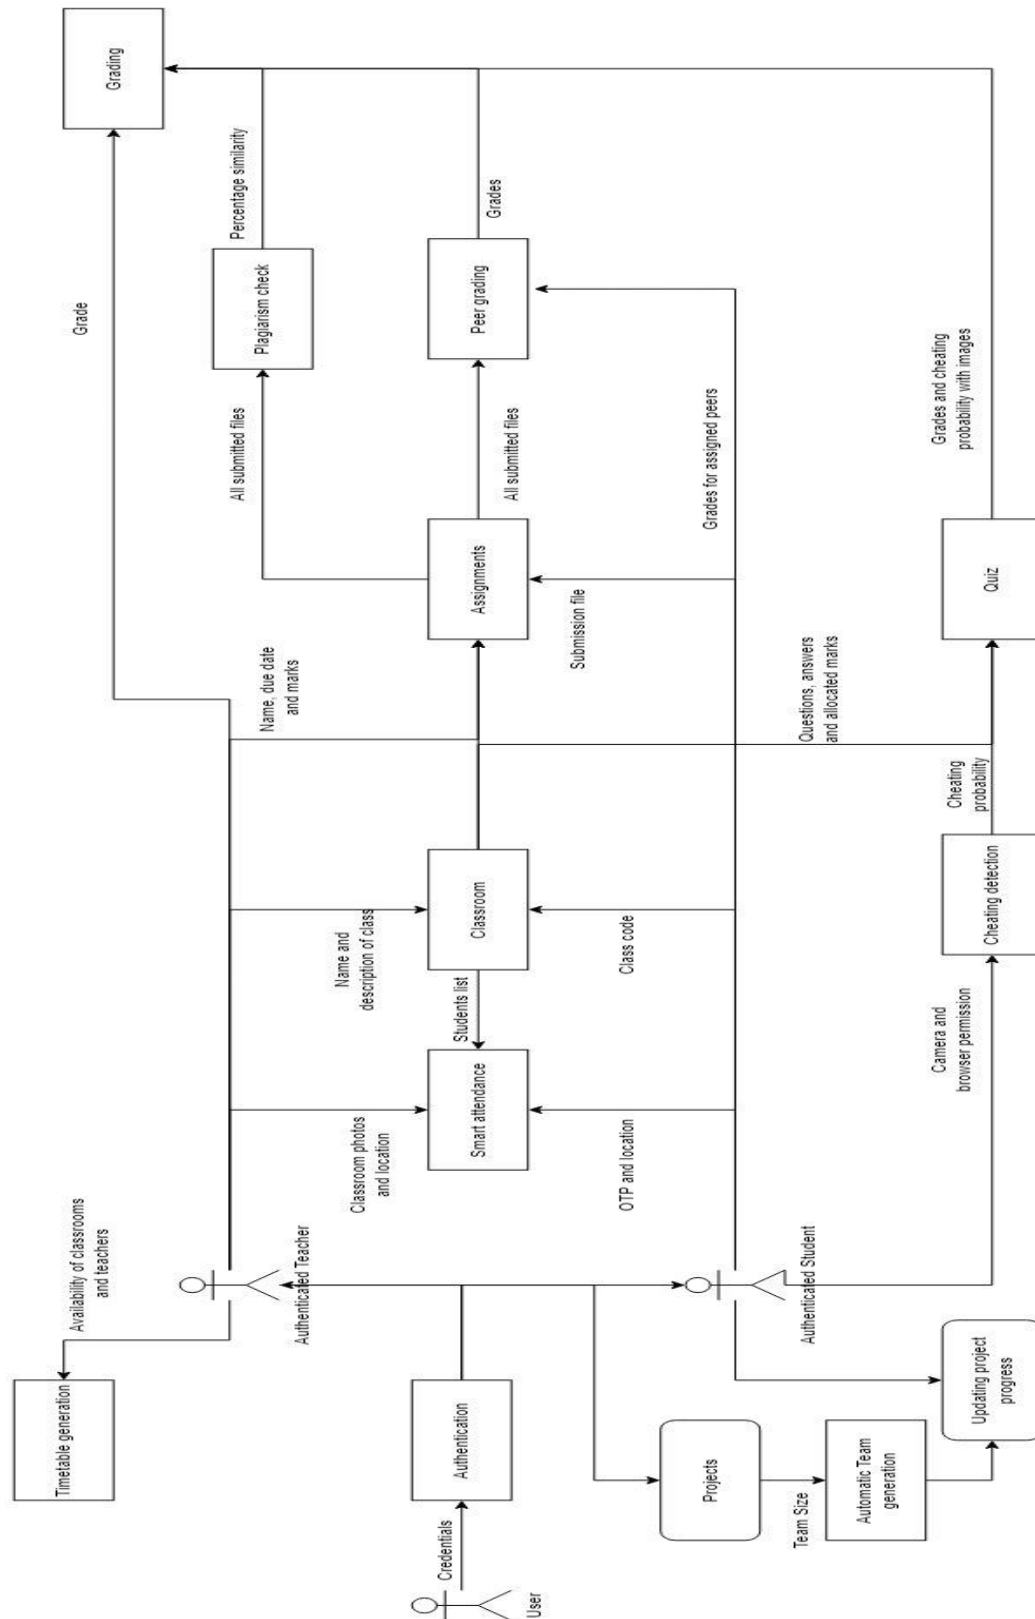 User
Credentials
Authentication
Timetable generation
Availability of classrooms
and teachers
Authenticated Teacher
Authenticated Student
Projects
Team Size
Automatic Team
generation
Updating project
progress
Classroom photos
and location
Smart attendance
OTP and location
Students list
Name and
description of class
Classroom
Class code
Camera and
browser permission
Cheating detection
Cheating
probability
Name, due date
and marks
Questions, answers
and allocated marks
Assignments
Submission file
Quiz
All submitted files
All submitted files
Grades for assigned peers
Grades and cheating
probability with images
Plagiarism check
Peer grading
Grade
Percentage similarity
Grades
Grading